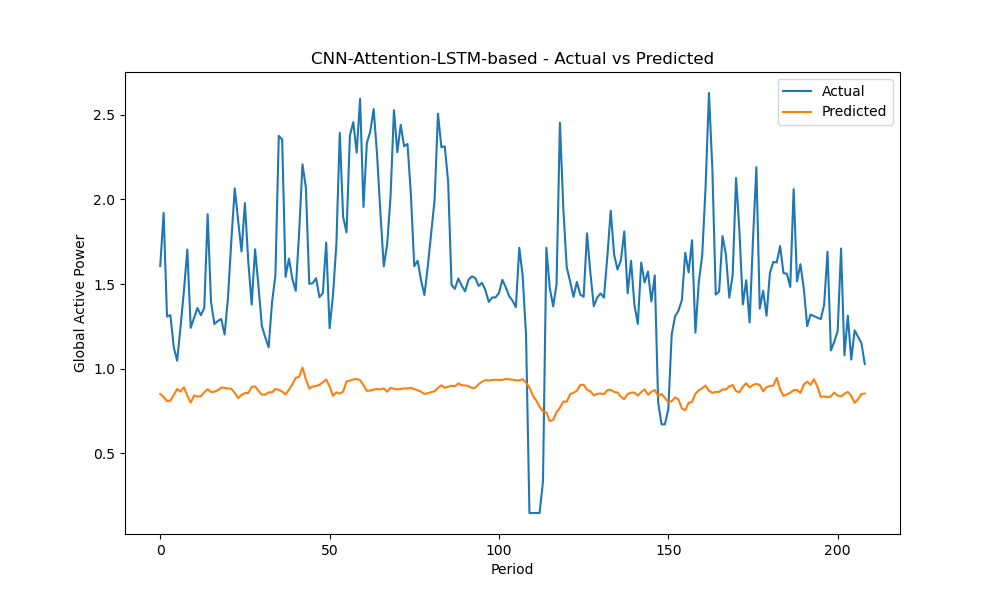 CNN-Attention-LSTM-based - Actual vs Predicted
Actual
Predicted
Global Active Power
2.5
2.0
1.5
1.0
0.5
0
50
100
150
200
Period